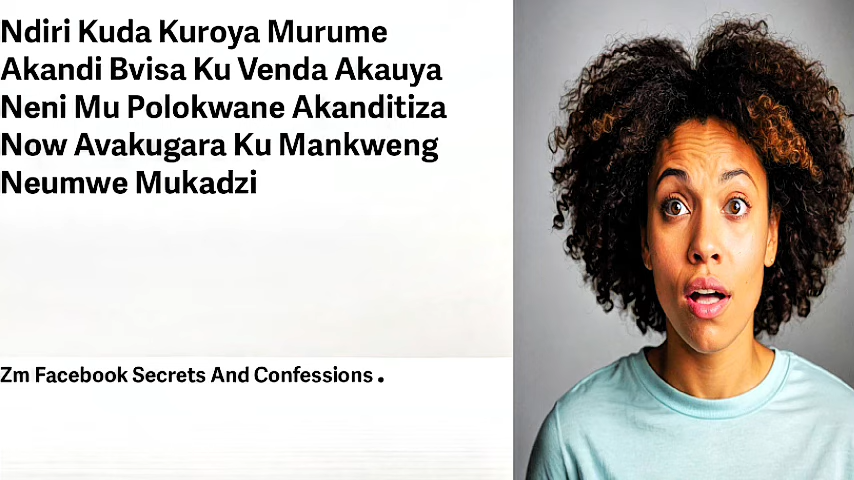 Ndiri Kuda Kuroya Murume
Akandi Bvisa Ku Venda Akauya
Neni Mu Polokwane Akanditiza
Now Avakugara Ku Mankweng
Neumwe Mukadzi
Zm Facebook Secrets And Confessions .